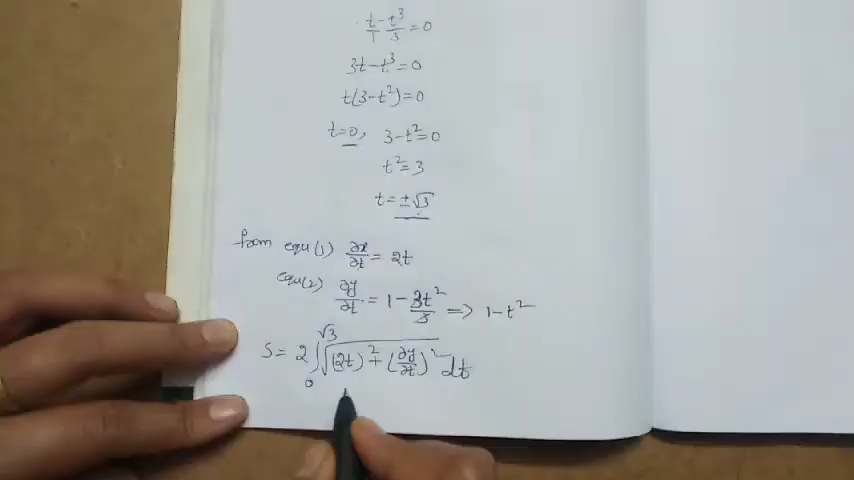 t/1 - t³/3 = 0
3t - t³ = 0
t(3 - t²) = 0
t = 0, 3 - t² = 0
t² = 3
t = ±√3
from equ(1) ∂x/∂t = 2t
equ(2) ∂y/∂t = 1 - 3t²/3 => 1 - t²
S = 2 ∫₀^√3 √(2t)² + (∂y/∂t)² dt